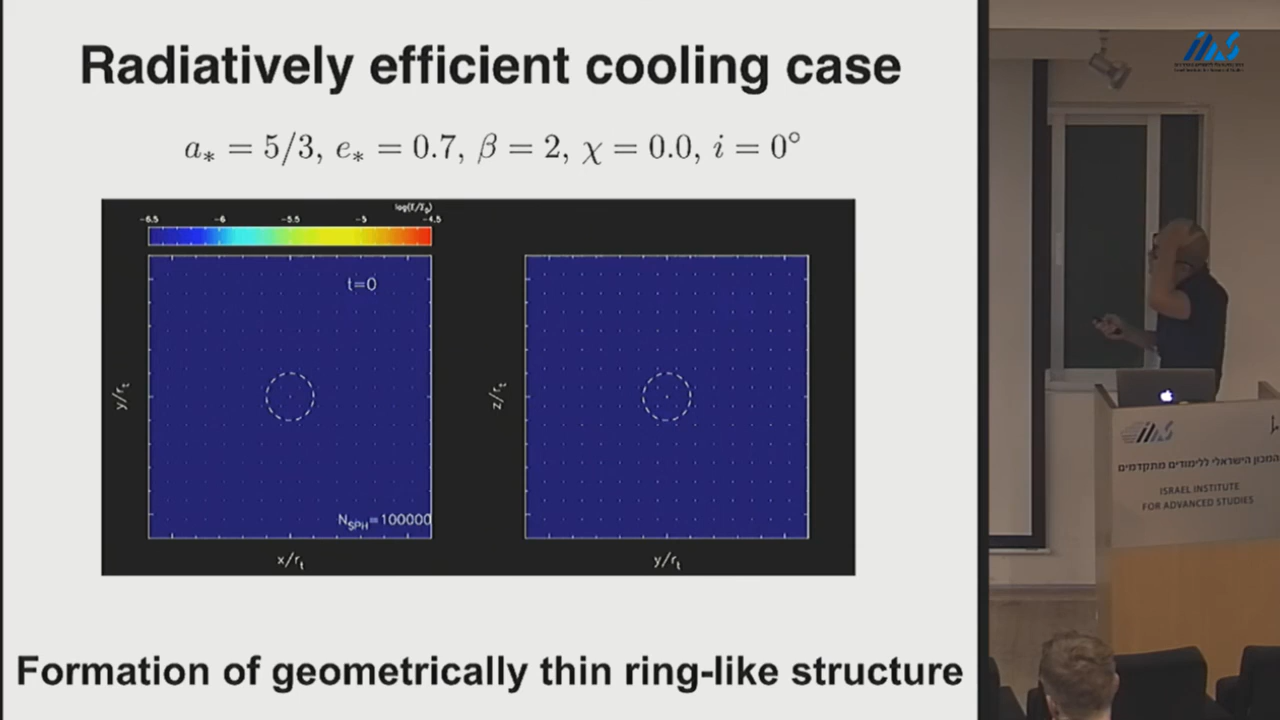 Radiatively efficient cooling case
a* = 5/3, e* = 0.7, β = 2, χ = 0.0, i = 0°
log(Σ/Σ₀)
-6.5 -6 -5.5 -5 -4.5
t=0
y/rₜ
z/rₜ
N_SPH=100000
x/rₜ
y/rₜ
Formation of geometrically thin ring-like structure
המכון הישראלי ללימודים מתקדמים
ISRAEL INSTITUTE
FOR ADVANCED STUDIES